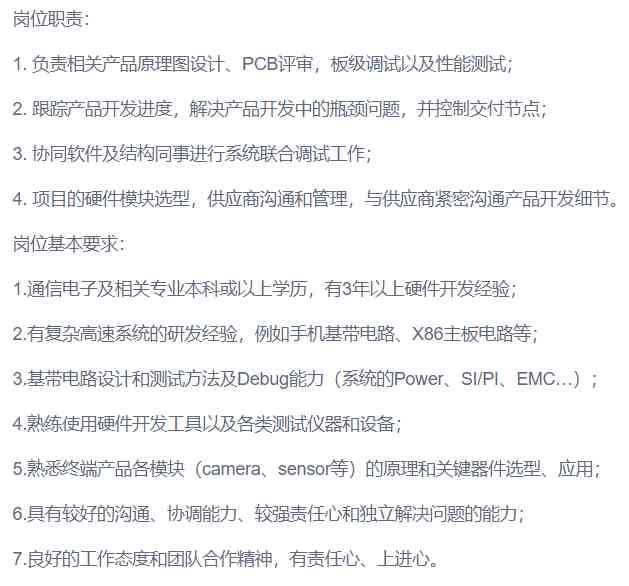 岗位职责：
1. 负责相关产品原理图设计、PCB评审，板级调试以及性能测试；
2. 跟踪产品开发进度，解决产品开发中的瓶颈问题，并控制交付节点；
3. 协同软件及结构同事进行系统联合调试工作；
4. 项目的硬件模块选型，供应商沟通和管理，与供应商紧密沟通产品开发细节。
岗位基本要求：
1.通信电子及相关专业本科或以上学历，有3年以上硬件开发经验；
2.有复杂高速系统的研发经验，例如手机基带电路、X86主板电路等；
3.基带电路设计和测试方法及Debug能力（系统的Power、SI/PI、EMC…）；
4.熟练使用硬件开发工具以及各类测试仪器和设备；
5.熟悉终端产品各模块（camera、sensor等）的原理和关键器件选型、应用；
6.具有较好的沟通、协调能力、较强责任心和独立解决问题的能力；
7.良好的工作态度和团队合作精神，有责任心、上进心。